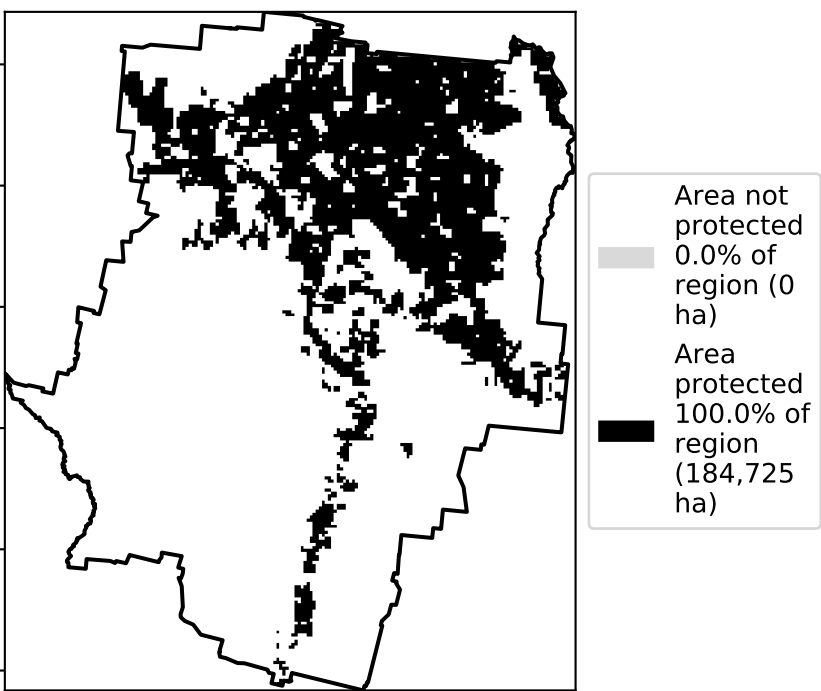 Area not
protected
0.0% of
region (0
ha)
Area
protected
100.0% of
region
(184,725
ha)